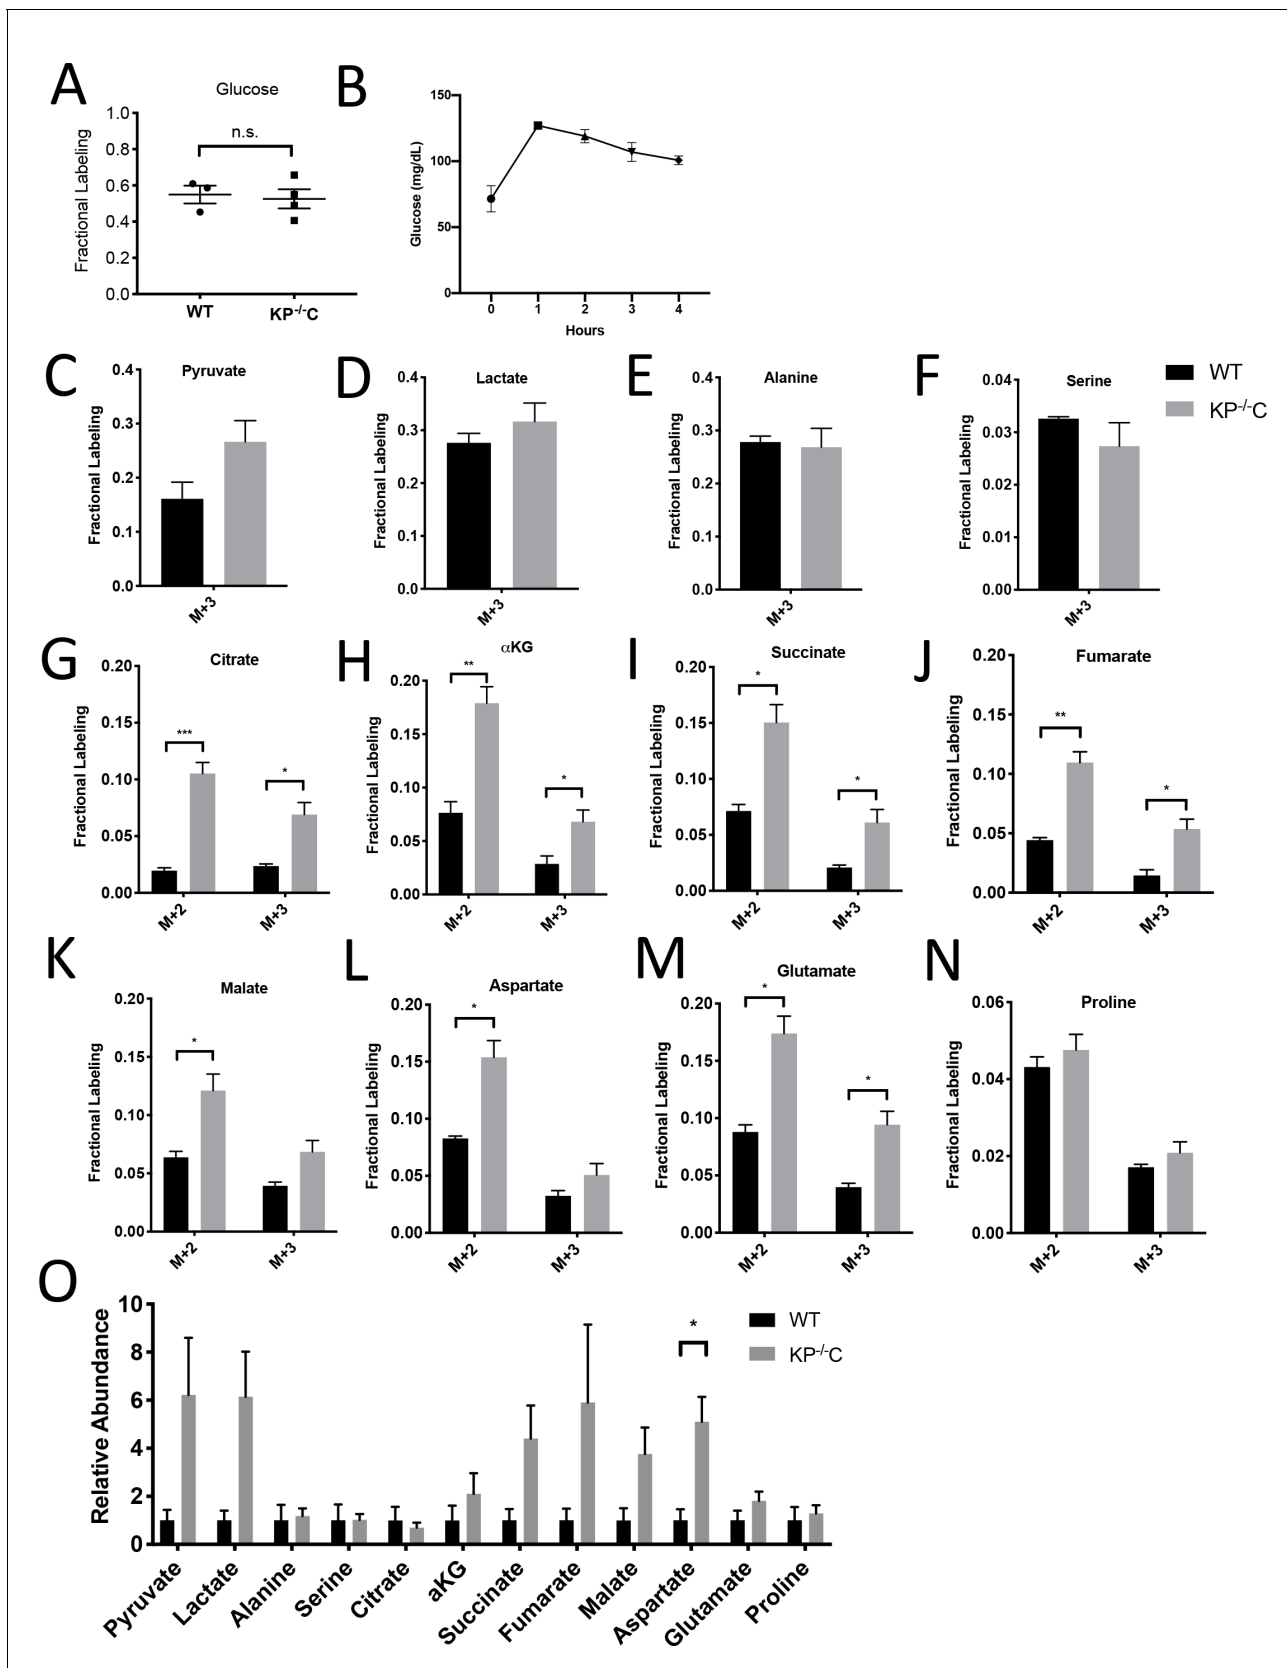 A
Glucose
Fractional Labeling
1.0
0.8
0.6
0.4
0.2
0.0
n.s.
WT
KP-/-C
B
Glucose (mg/dL)
150
100
50
0
0 1 2 3 4
Hours
C
Pyruvate
Fractional Labeling
0.4
0.3
0.2
0.1
0.0
M+3
D
Lactate
Fractional Labeling
0.4
0.3
0.2
0.1
0.0
M+3
E
Alanine
Fractional Labeling
0.4
0.3
0.2
0.1
0.0
M+3
F
Serine
Fractional Labeling
0.04
0.03
0.02
0.01
0.00
M+3
WT
KP-/-C
G
Citrate
Fractional Labeling
0.20
0.15
0.10
0.05
0.00
***
*
M+2
M+3
H
αKG
Fractional Labeling
0.20
0.15
0.10
0.05
0.00
**
*
M+2
M+3
I
Succinate
Fractional Labeling
0.20
0.15
0.10
0.05
0.00
*
*
M+2
M+3
J
Fumarate
Fractional Labeling
0.20
0.15
0.10
0.05
0.00
**
*
M+2
M+3
K
Malate
Fractional Labeling
0.20
0.15
0.10
0.05
0.00
*
M+2
M+3
L
Aspartate
Fractional Labeling
0.20
0.15
0.10
0.05
0.00
*
M+2
M+3
M
Glutamate
Fractional Labeling
0.20
0.15
0.10
0.05
0.00
*
*
M+2
M+3
N
Proline
Fractional Labeling
0.06
0.04
0.02
0.00
M+2
M+3
O
Relative Abundance
10
8
6
4
2
0
*
WT
KP-/-C
Pyruvate
Lactate
Alanine
Serine
Citrate
aKG
Succinate
Fumarate
Malate
Aspartate
Glutamate
Proline